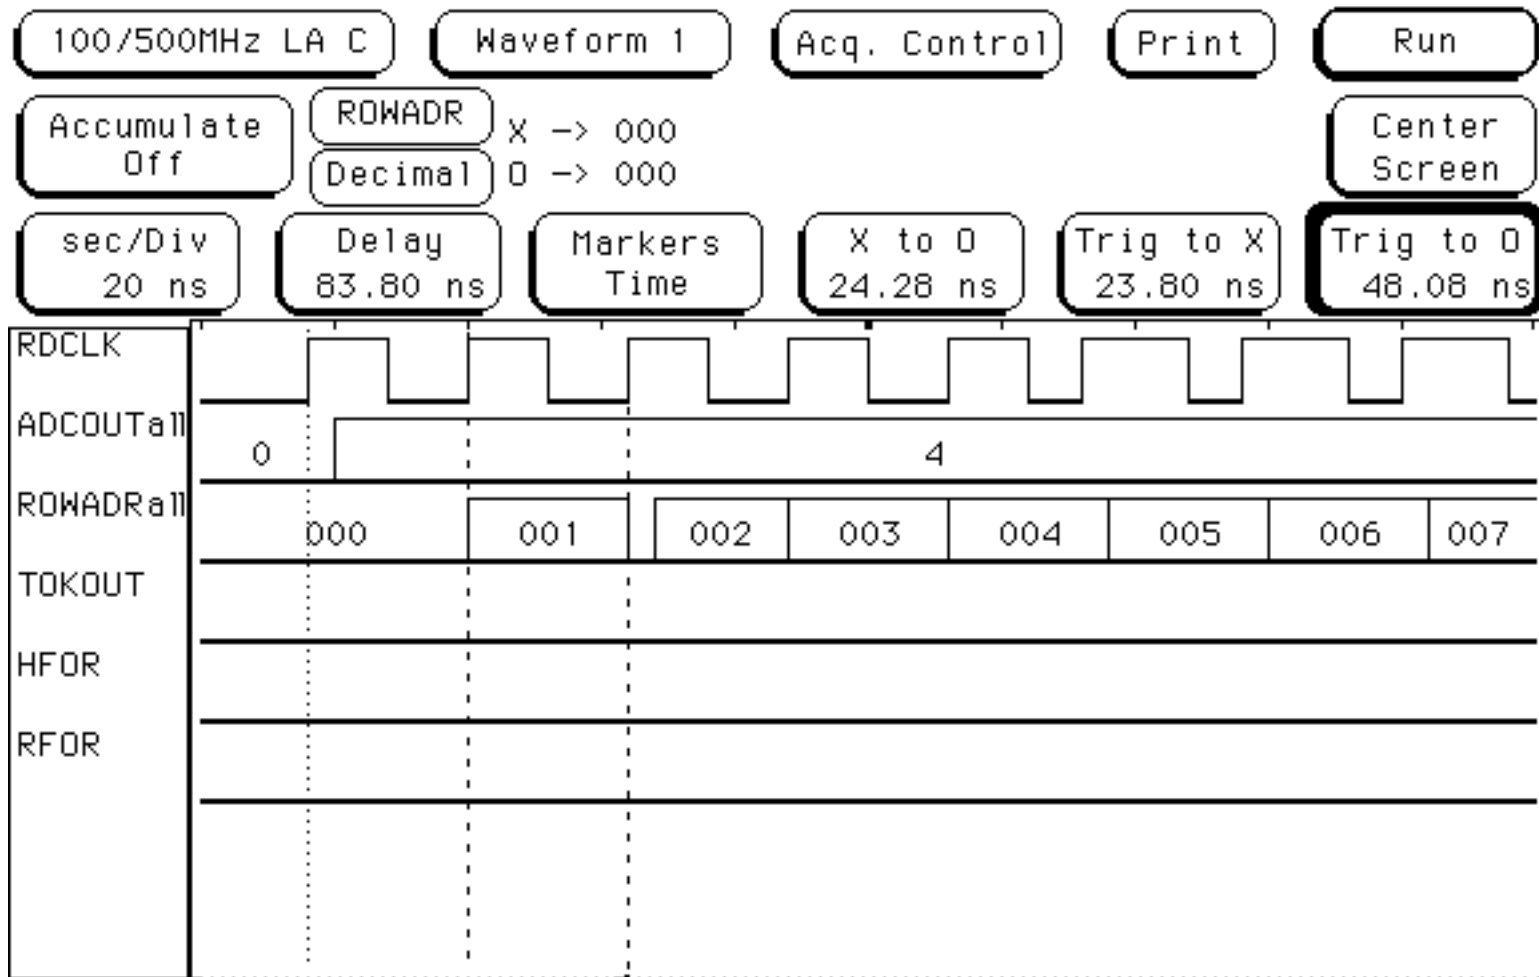 100/500MHz LA C Waveform 1 Acq. Control Print Run
Accumulate Off ROWADR X -> 000 Center Screen
Decimal O -> 000
sec/Div Delay Markers X to O Trig to X Trig to O
20 ns 83.80 ns Time 24.28 ns 23.80 ns 48.08 ns
RDCLK
ADCOUTall 0 4
ROWADRall 000 001 002 003 004 005 006 007
TOKOUT
HFOR
RFOR